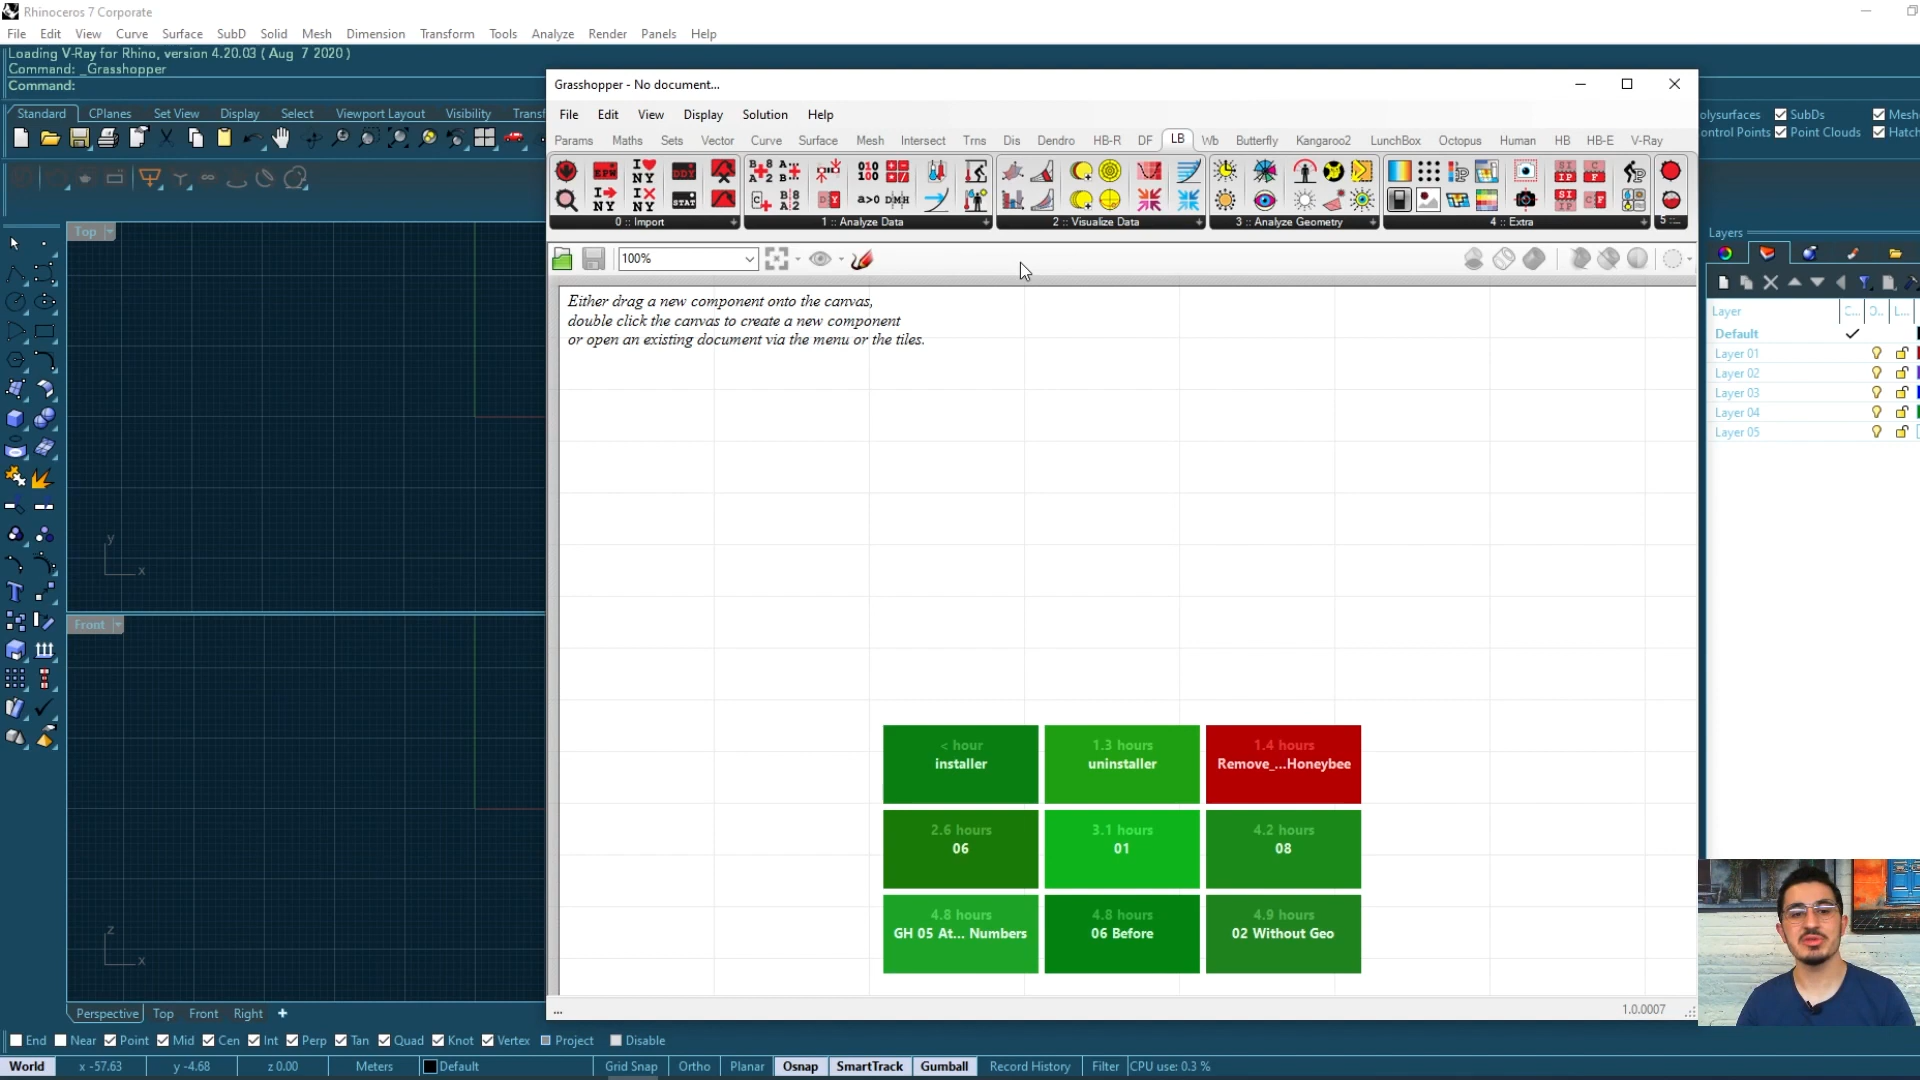 Rhinoceros 7 Corporate
File Edit View Curve Surface SubD Solid Mesh Dimension Transform Tools Analyze Render Panels Help
Loading V-Ray for Rhino, version 4.20.03 ( Aug 7 2020 )
Command: _Grasshopper
Command:
Standard CPlanes Set View Display Select Viewport Layout Visibility Transf
Grasshopper - No document...
File Edit View Display Solution Help
Params Maths Sets Vector Curve Surface Mesh Intersect Trns Dis Dendro HB-R DF LB Wb Butterfly Kangaroo2 LunchBox Octopus Human HB HB-E V-Ray
0 :: Import 1 :: Analyze Data 2 :: Visualize Data 3 :: Analyze Geometry 4 :: Extra 5 ::...
100%
Either drag a new component onto the canvas,
double click the canvas to create a new component
or open an existing document via the menu or the tiles.
< hour
installer
1.3 hours
uninstaller
1.4 hours
Remove_...Honeybee
2.6 hours
06
3.1 hours
01
4.2 hours
08
4.8 hours
GH 05 At... Numbers
4.8 hours
06 Before
4.9 hours
02 Without Geo
...
1.0.0007
olysurfaces SubDs Meshe
ontrol Points Point Clouds Hatch
Layers
Layer C... O.. L...
Default
Layer 01
Layer 02
Layer 03
Layer 04
Layer 05
Top
y
x
Front
z
x
Perspective Top Front Right
End Near Point Mid Cen Int Perp Tan Quad Knot Vertex Project Disable
World x -57.63 y -4.68 z 0.00 Meters Default Grid Snap Ortho Planar Osnap SmartTrack Gumball Record History Filter CPU use: 0.3 %